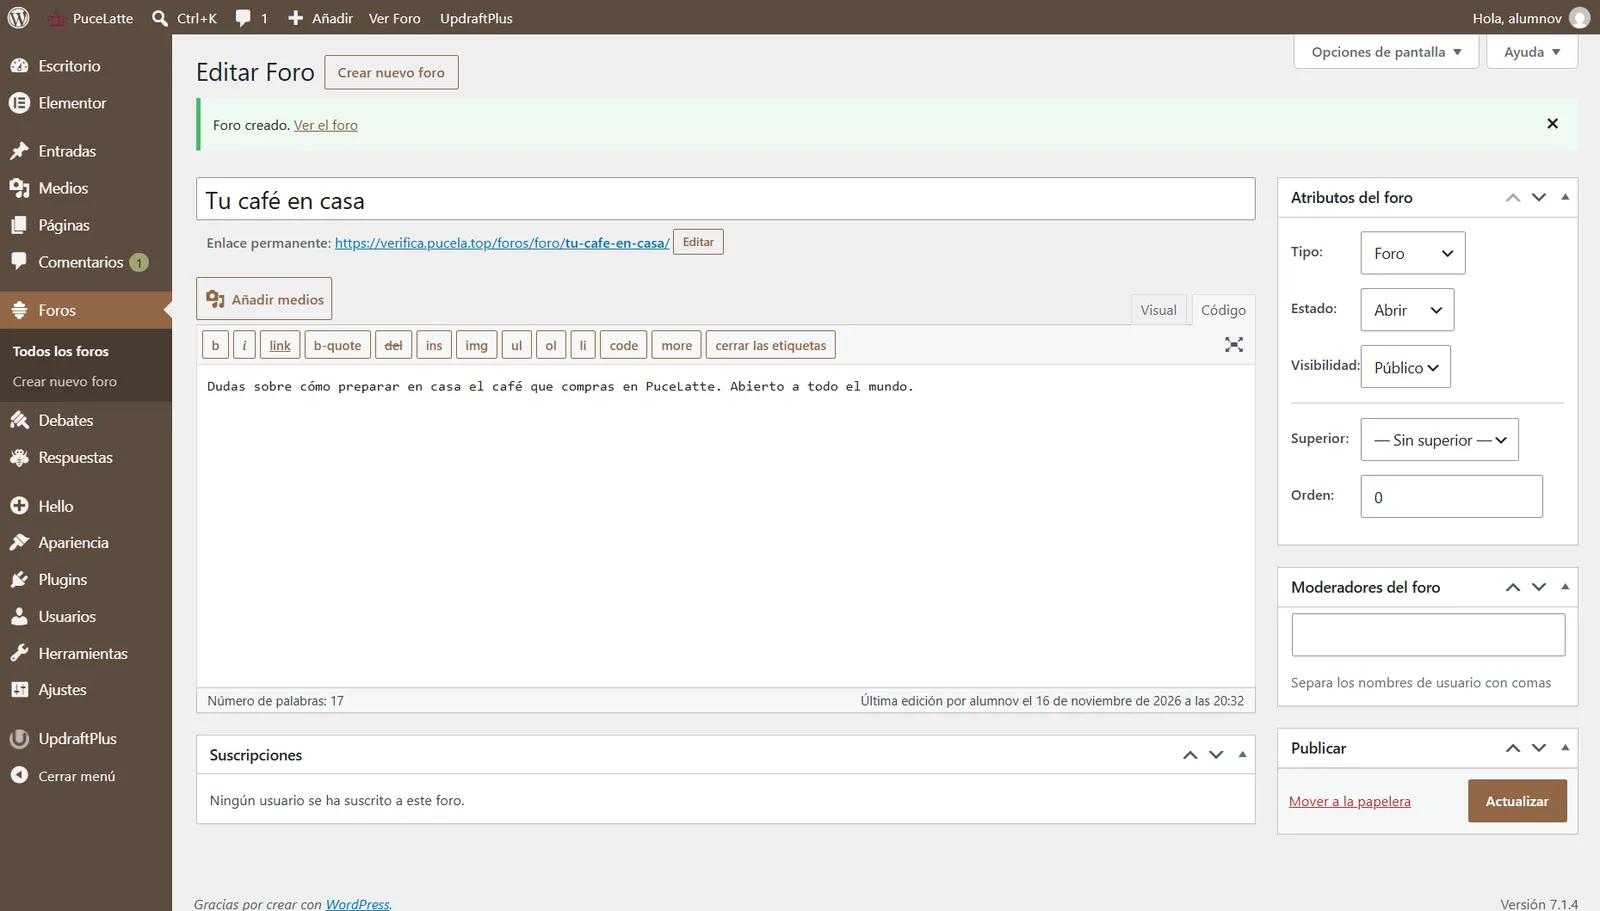 PuceLatte
Ctrl+K
1
Añadir
Ver Foro
UpdraftPlus
Hola, alumnov
Escritorio
Elementor
Entradas
Medios
Páginas
Comentarios 1
Foros
Todos los foros
Crear nuevo foro
Debates
Respuestas
Hello
Apariencia
Plugins
Usuarios
Herramientas
Ajustes
UpdraftPlus
Cerrar menú
Opciones de pantalla
Ayuda
Editar Foro
Crear nuevo foro
Foro creado. Ver el foro
Tu café en casa
Enlace permanente: https://verifica.pucela.top/foros/foro/tu-cafe-en-casa/ Editar
Añadir medios
Visual
Código
b
i
link
b-quote
del
ins
img
ul
ol
li
code
more
cerrar las etiquetas
Dudas sobre cómo preparar en casa el café que compras en PuceLatte. Abierto a todo el mundo.
Número de palabras: 17
Última edición por alumnov el 16 de noviembre de 2026 a las 20:32
Suscripciones
Ningún usuario se ha suscrito a este foro.
Atributos del foro
Tipo: Foro
Estado: Abrir
Visibilidad: Público
Superior: — Sin superior —
Orden: 0
Moderadores del foro
Separa los nombres de usuario con comas
Publicar
Mover a la papelera
Actualizar
Gracias por crear con WordPress.
Versión 7.1.4